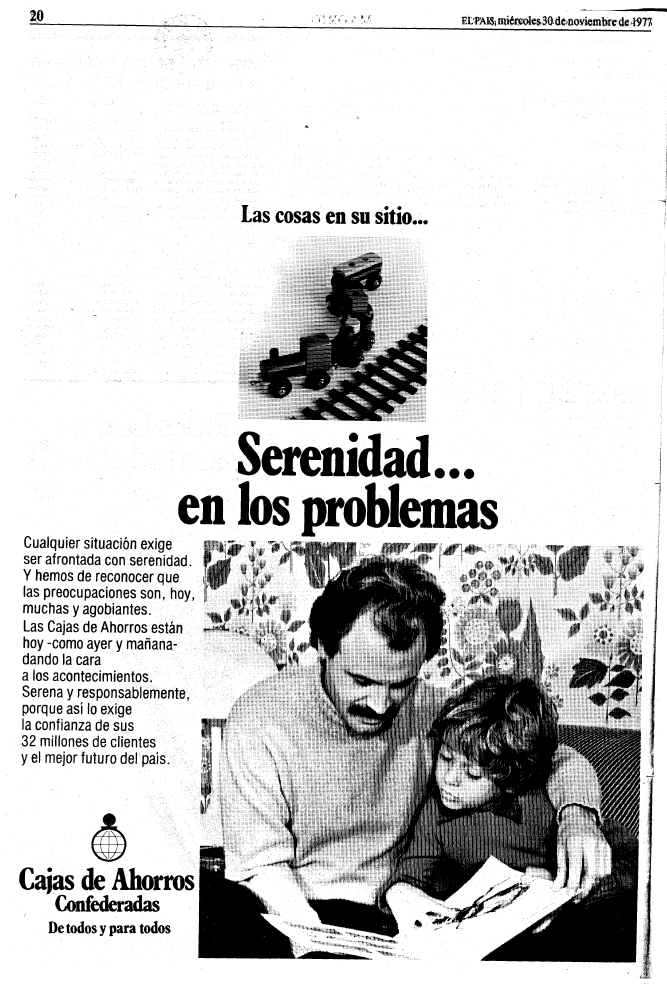 20
EL PAIS, miércoles 30 de noviembre de 1977
Las cosas en su sitio...
Serenidad...
en los problemas
Cualquier situación exige
ser afrontada con serenidad.
Y hemos de reconocer que
las preocupaciones son, hoy,
muchas y agobiantes.
Las Cajas de Ahorros están
hoy -como ayer y mañana-
dando la cara
a los acontecimientos.
Serena y responsablemente,
porque así lo exige
la confianza de sus
32 millones de clientes
y el mejor futuro del país.
Cajas de Ahorros
Confederadas
De todos y para todos